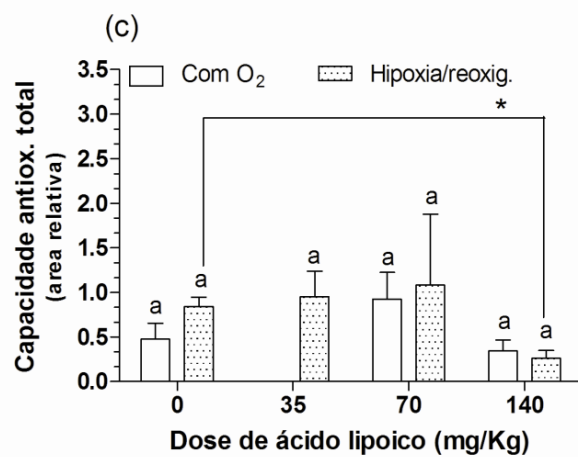 (c)
Com O₂
Hipoxia/reoxig.
Capacidade antiox. total
(area relativa)
3.5
3.0
2.5
2.0
1.5
1.0
0.5
0.0
*
a
a
a
a
a
a
a
0
35
70
140
Dose de ácido lipoico (mg/Kg)